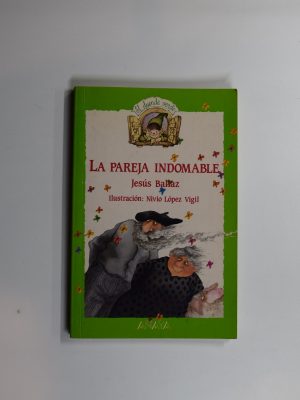 El duende verde
LA PAREJA INDOMABLE
Jesús Ballaz
Ilustración: Nivio López Vigil
ANAYA